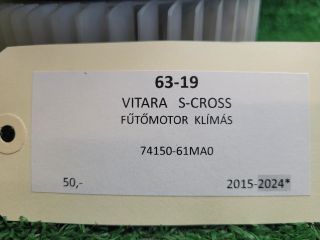 63-19
VITARA S-CROSS
FŰTŐMOTOR KLÍMÁS
74150-61MA0
50,- 2015-2024*